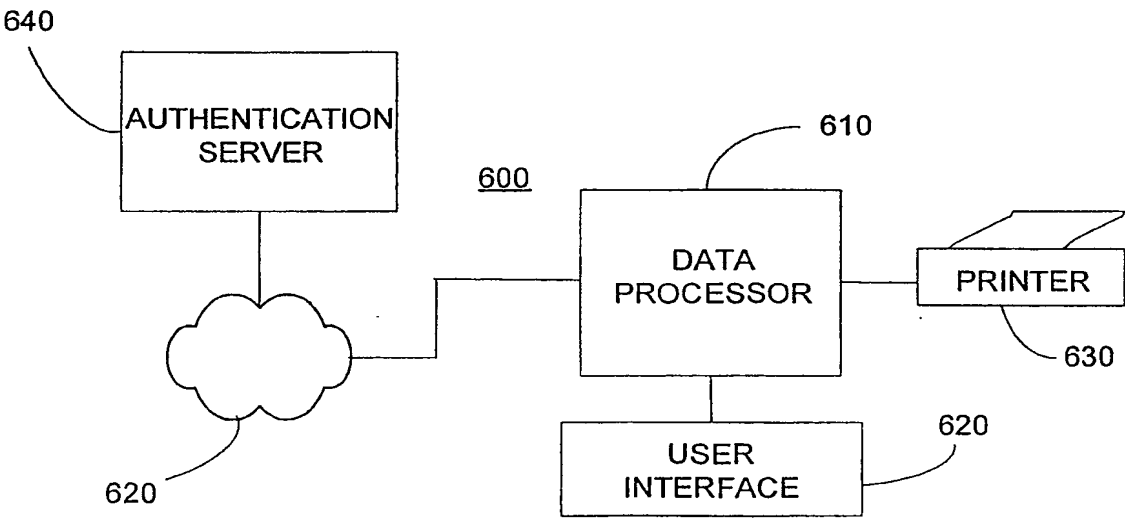 640
AUTHENTICATION
SERVER
610
600
DATA
PROCESSOR
PRINTER
630
620
USER
INTERFACE
620